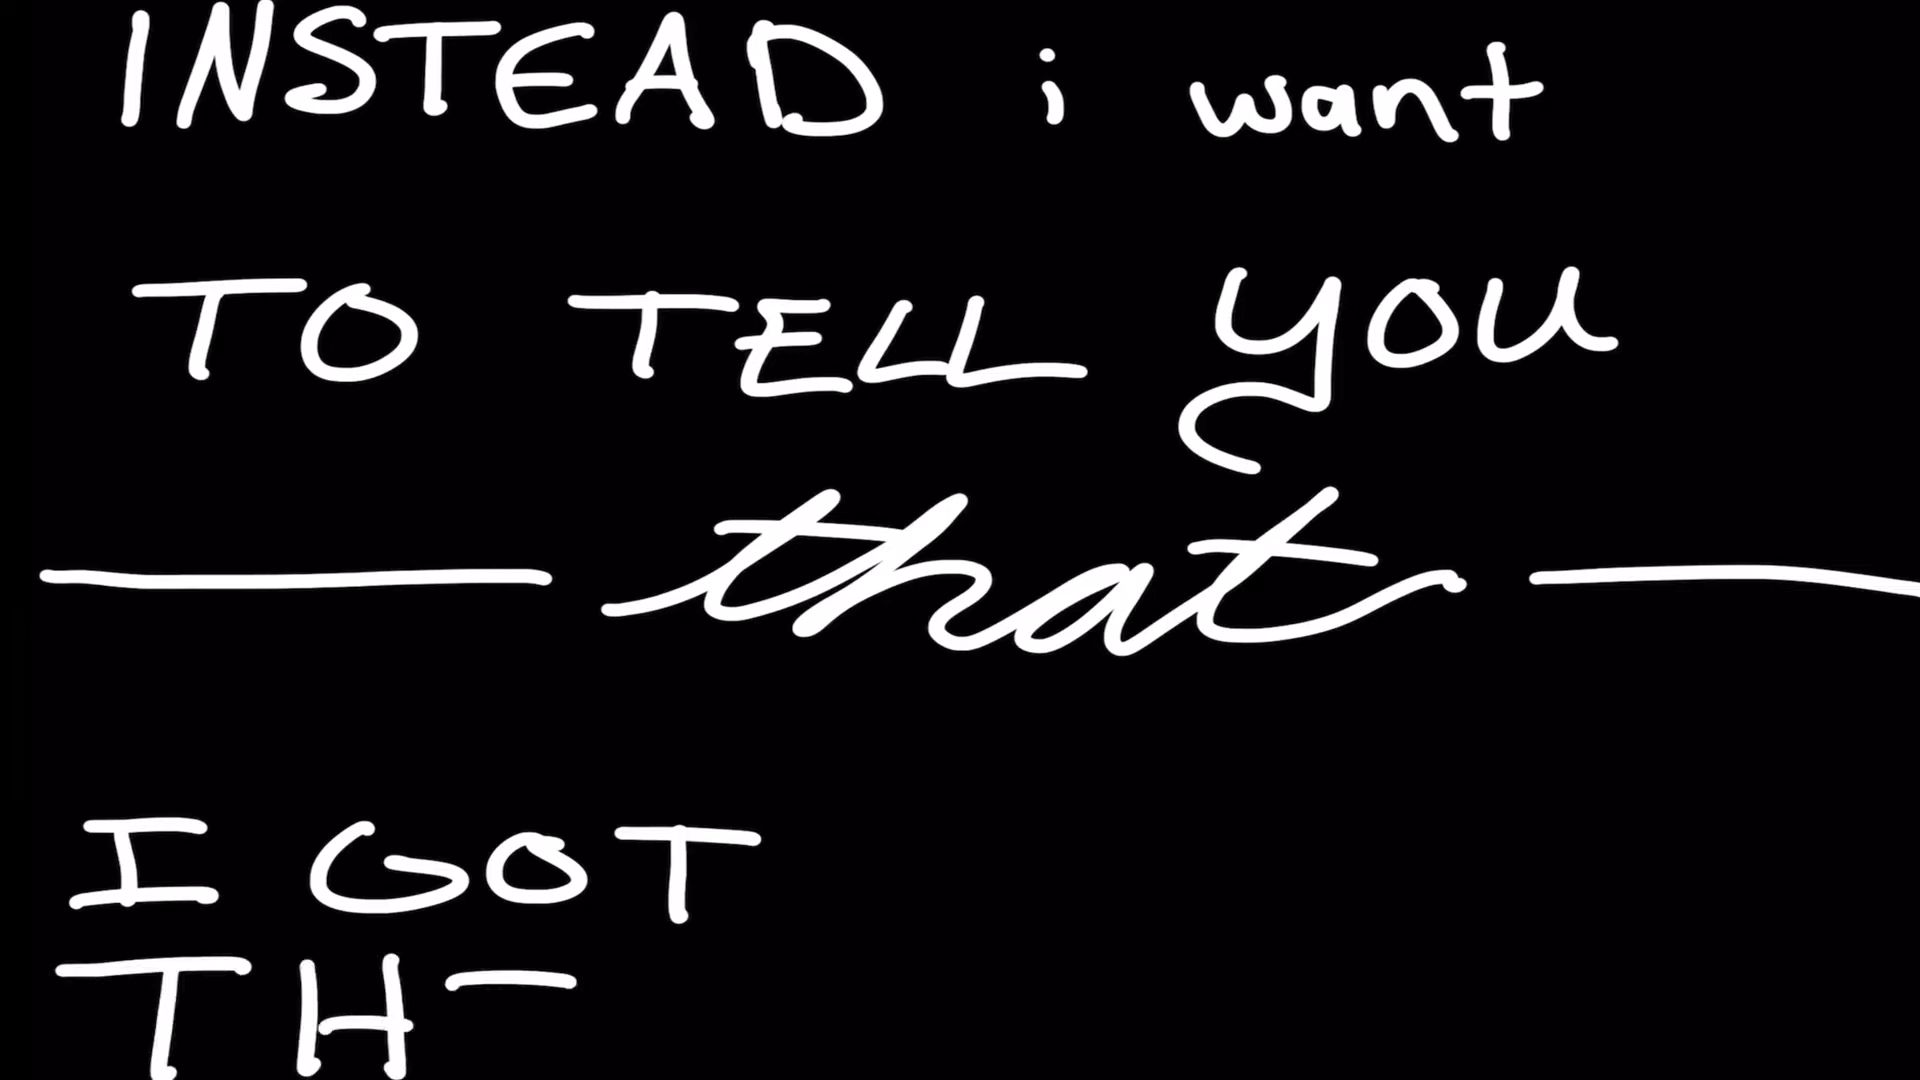 INSTEAD i want
TO TELL YOU
that
I GOT
TH